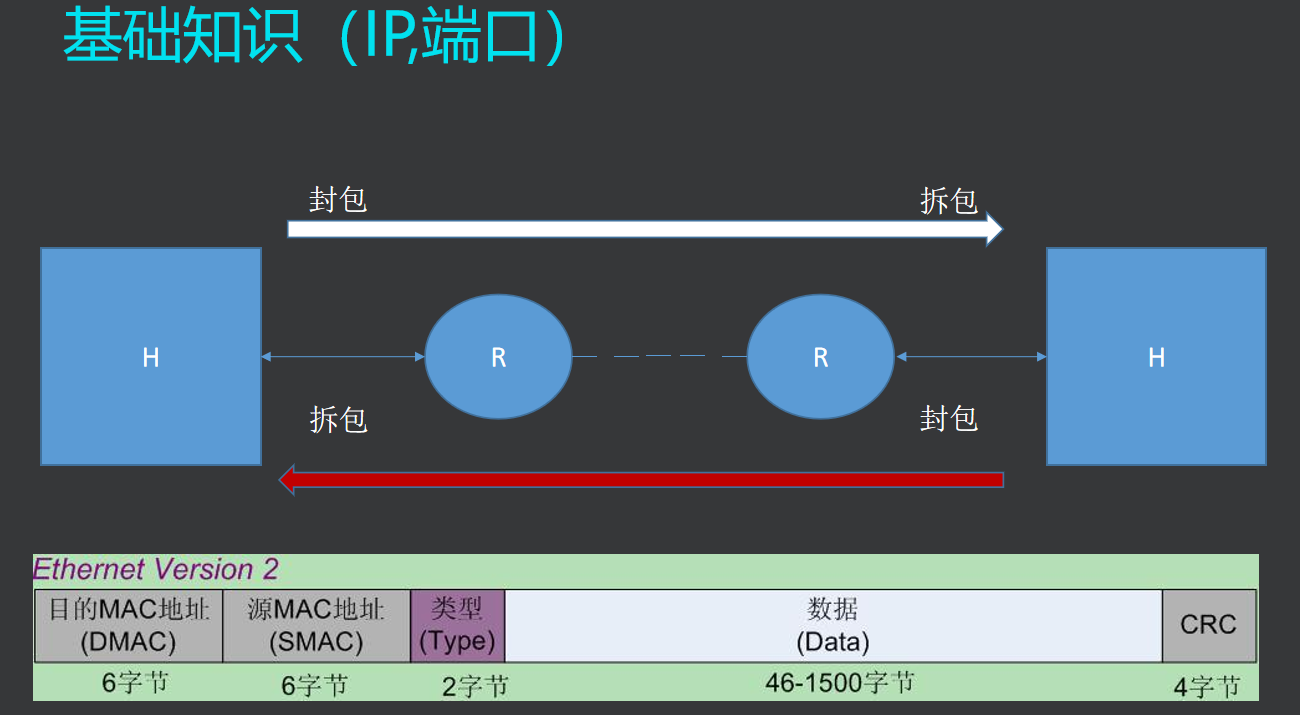 基础知识（IP,端口）
封包
拆包
H
R
R
H
拆包
封包
Ethernet Version 2
目的MAC地址
(DMAC)
源MAC地址
(SMAC)
类型
(Type)
数据
(Data)
CRC
6字节
6字节
2字节
46-1500字节
4字节